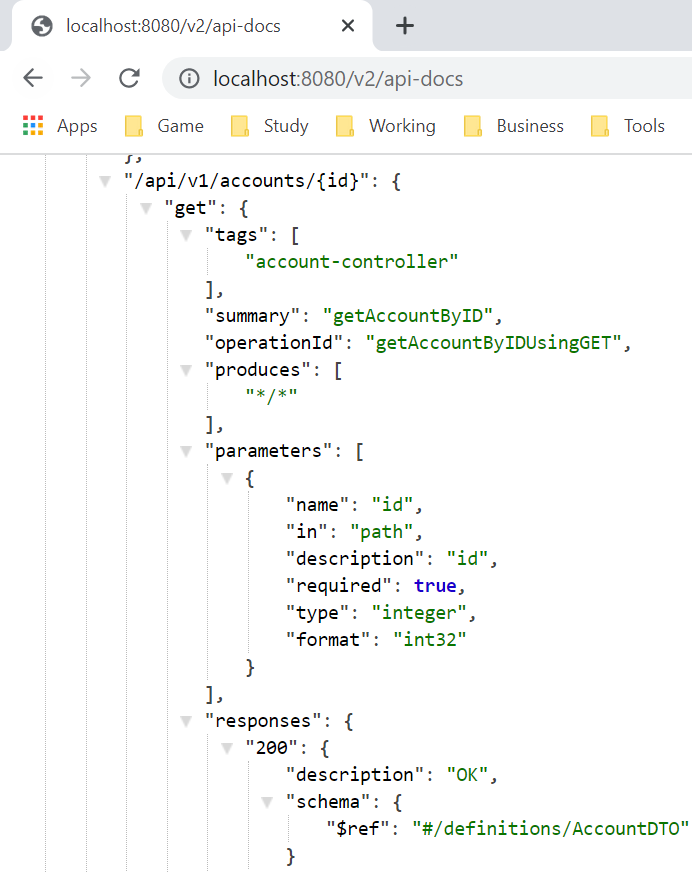 localhost:8080/v2/api-docs
localhost:8080/v2/api-docs
Apps Game Study Working Business Tools
},
"/api/v1/accounts/{id}": {
"get": {
"tags": [
"account-controller"
],
"summary": "getAccountByID",
"operationId": "getAccountByIDUsingGET",
"produces": [
"*/*"
],
"parameters": [
{
"name": "id",
"in": "path",
"description": "id",
"required": true,
"type": "integer",
"format": "int32"
}
],
"responses": {
"200": {
"description": "OK",
"schema": {
"$ref": "#/definitions/AccountDTO"
}